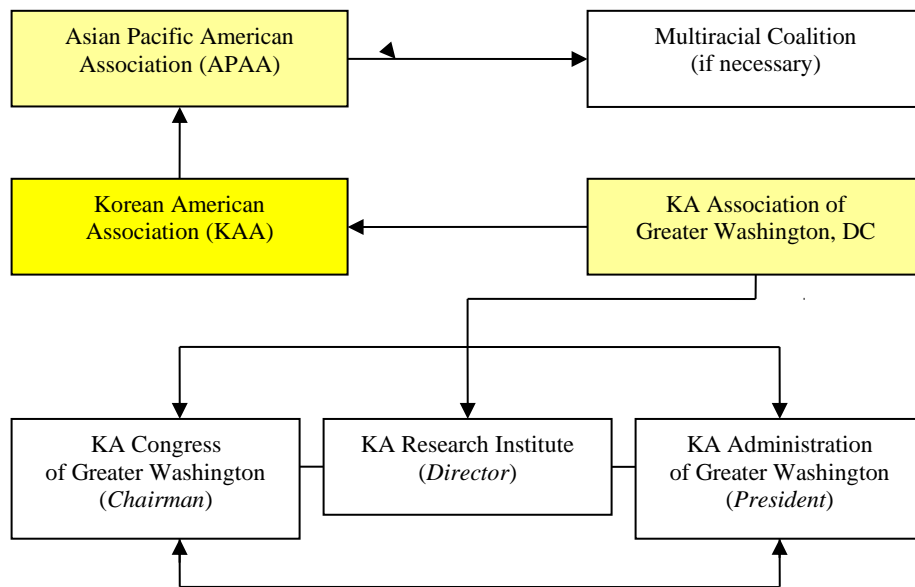 Asian Pacific American
Association (APAA)
Multiracial Coalition
(if necessary)
Korean American
Association (KAA)
KA Association of
Greater Washington, DC
KA Congress
of Greater Washington
(Chairman)
KA Research Institute
(Director)
KA Administration
of Greater Washington
(President)